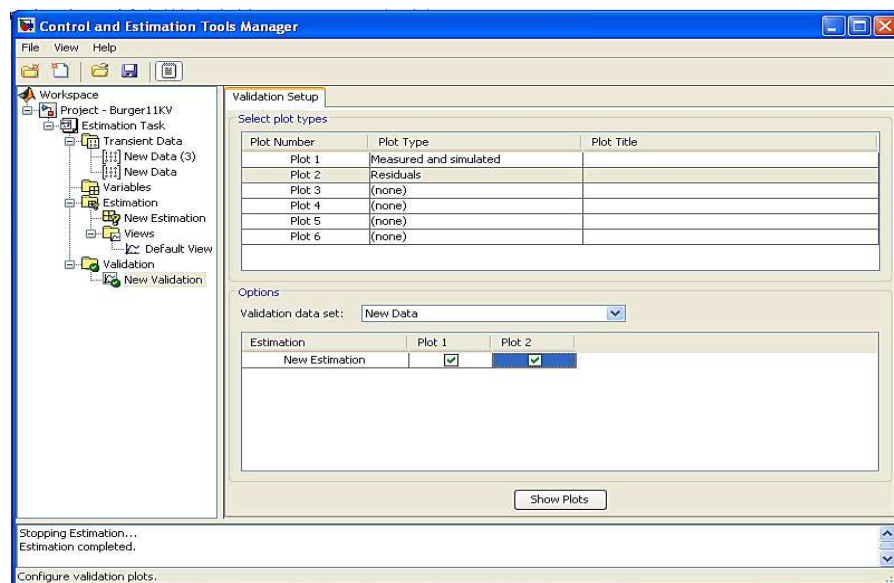 Control and Estimation Tools Manager
File View Help
Workspace
Project - Burger11KV
Estimation Task
Transient Data
New Data (3)
New Data
Variables
Estimation
New Estimation
Views
Default View
Validation
New Validation
Validation Setup
Select plot types
Plot Number Plot Type Plot Title
Plot 1 Measured and simulated
Plot 2 Residuals
Plot 3 (none)
Plot 4 (none)
Plot 5 (none)
Plot 6 (none)
Options
Validation data set: New Data
Estimation Plot 1 Plot 2
New Estimation
Show Plots
Stopping Estimation...
Estimation completed.
Configure validation plots.